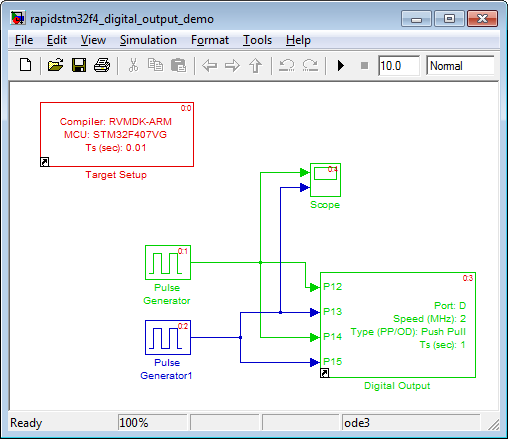 rapidstm32f4_digital_output_demo
File Edit View Simulation Format Tools Help
10.0 Normal
0:0
Compiler: RVMDK-ARM
MCU: STM32F407VG
Ts (sec): 0.01
Target Setup
0:4
Scope
0:1
Pulse
Generator
0:3
P12
Port: D
P13
Speed (MHz): 2
P14
Type (PP/OD): Push Pull
Ts (sec): 1
P15
Digital Output
0:2
Pulse
Generator1
Ready 100% ode3